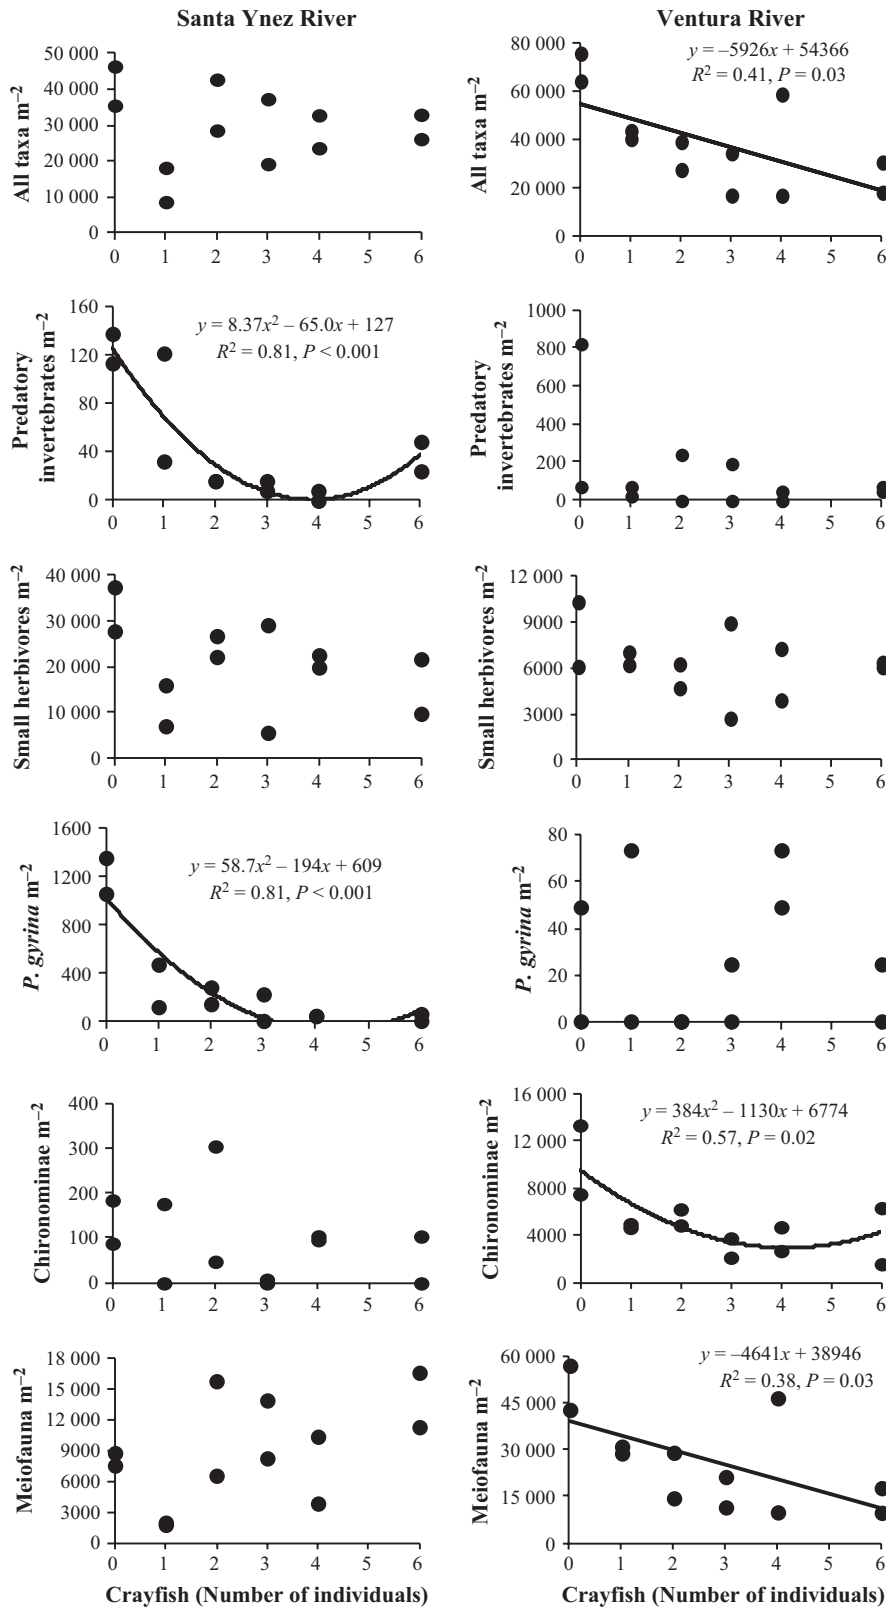 Santa Ynez River
Ventura River
All taxa m−2
50 000
40 000
30 000
20 000
10 000
0
0 1 2 3 4 5 6
All taxa m−2
80 000
60 000
40 000
20 000
0
y = –5926x + 54366
R2 = 0.41, P = 0.03
0 1 2 3 4 5 6
Predatory
invertebrates m−2
160
120
80
40
0
y = 8.37x2 – 65.0x + 127
R2 = 0.81, P < 0.001
0 1 2 3 4 5 6
Predatory
invertebrates m−2
1000
800
600
400
200
0
0 1 2 3 4 5 6
Small herbivores m−2
40 000
30 000
20 000
10 000
0
0 1 2 3 4 5 6
Small herbivores m−2
12 000
9000
6000
3000
0
0 1 2 3 4 5 6
P. gyrina m−2
1600
1200
800
400
0
y = 58.7x2 – 194x + 609
R2 = 0.81, P < 0.001
0 1 2 3 4 5 6
P. gyrina m−2
80
60
40
20
0
0 1 2 3 4 5 6
Chironominae m−2
400
300
200
100
0
0 1 2 3 4 5 6
Chironominae m−2
16 000
12 000
8000
4000
0
y = 384x2 – 1130x + 6774
R2 = 0.57, P = 0.02
0 1 2 3 4 5 6
Meiofauna m−2
18 000
15 000
12 000
9000
6000
3000
0
0 1 2 3 4 5 6
Crayfish (Number of individuals)
Meiofauna m−2
60 000
45 000
30 000
15 000
0
y = –4641x + 38946
R2 = 0.38, P = 0.03
0 1 2 3 4 5 6
Crayfish (Number of individuals)